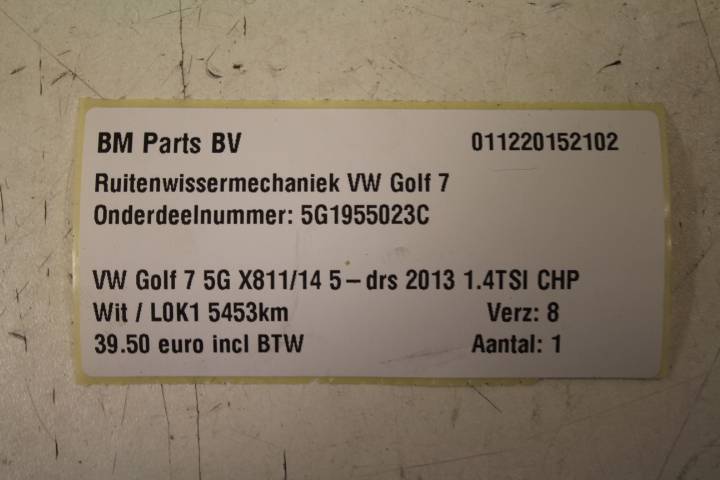 BM Parts BV 011220152102
Ruitenwissermechaniek VW Golf 7
Onderdeelnummer: 5G1955023C
VW Golf 7 5G X811/14 5-drs 2013 1.4TSI CHP
Wit / L0K1 5453km Verz: 8
39.50 euro incl BTW Aantal: 1